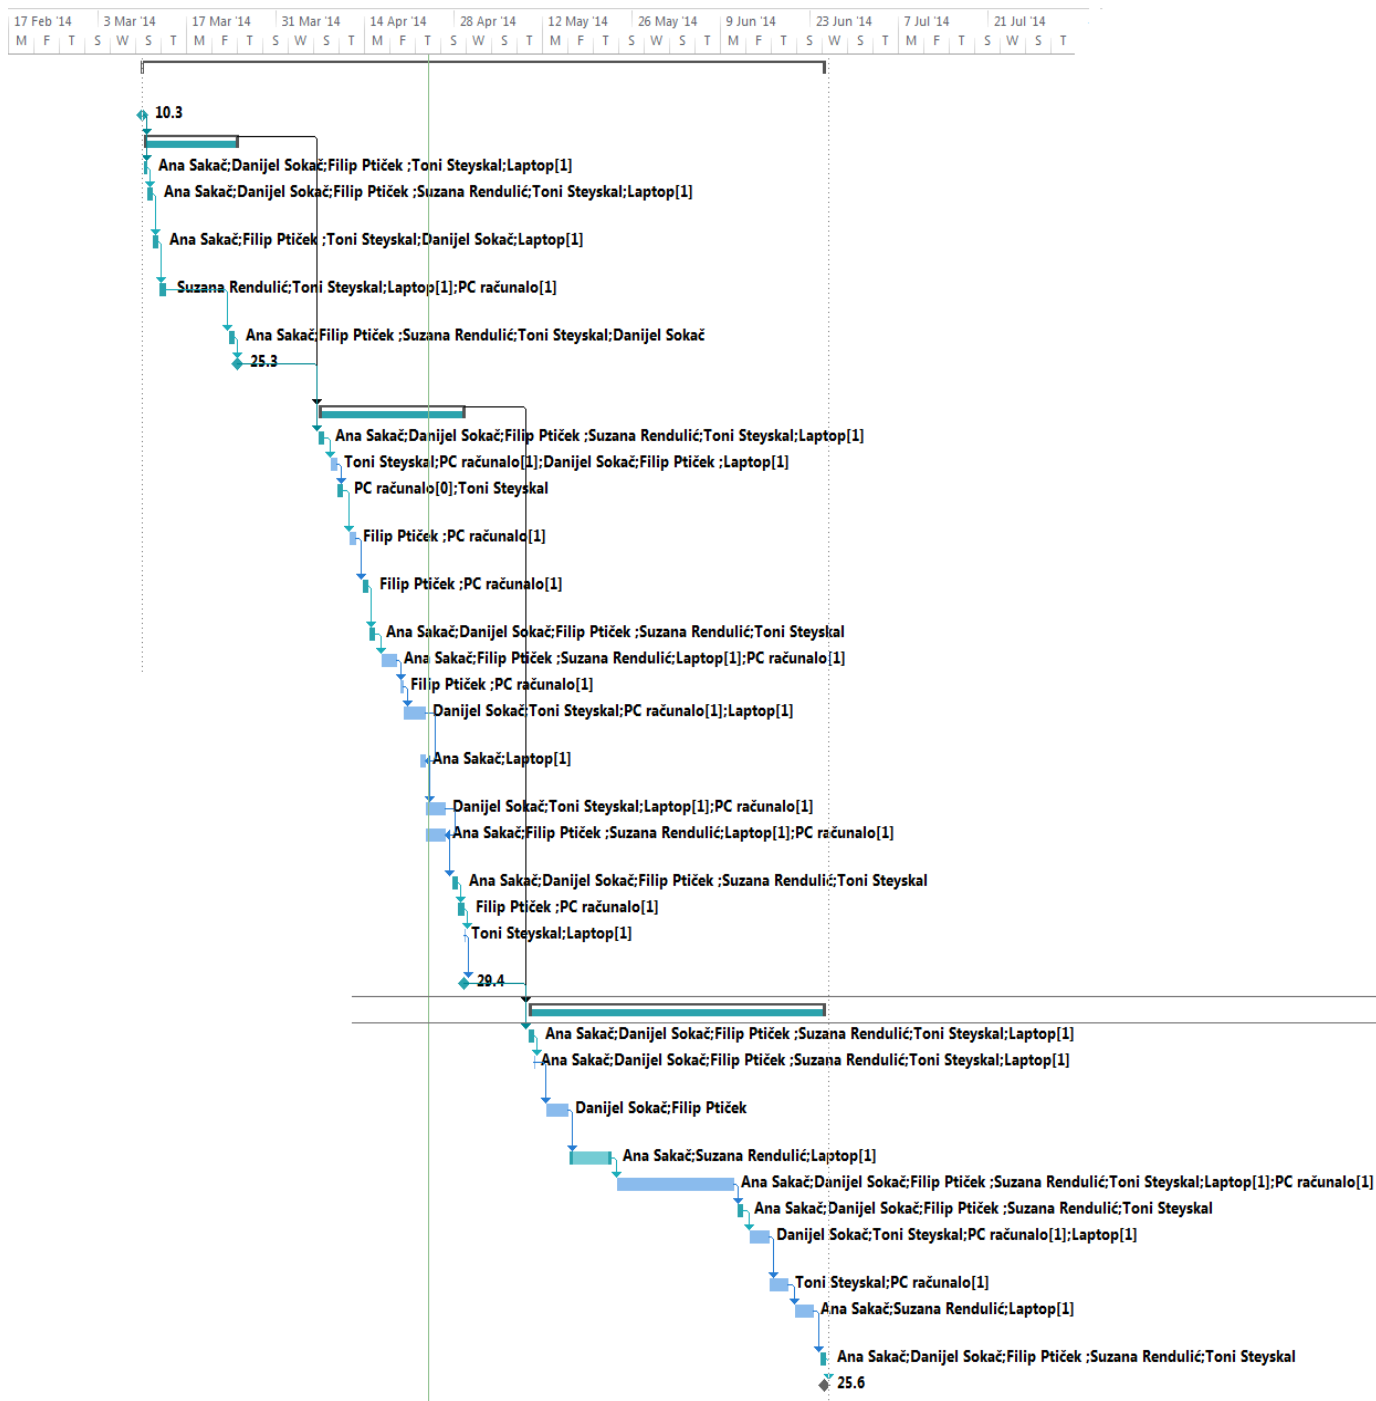 17 Feb '14 3 Mar '14 17 Mar '14 31 Mar '14 14 Apr '14 28 Apr '14 12 May '14 26 May '14 9 Jun '14 23 Jun '14 7 Jul '14 21 Jul '14
M F T S W S T M F T S W S T M F T S W S T M F T S W S T M F T S W S T M F T S W S T
10.3
Ana Sakač;Danijel Sokač;Filip Ptiček ;Toni Steyskal;Laptop[1]
Ana Sakač;Danijel Sokač;Filip Ptiček ;Suzana Rendulić;Toni Steyskal;Laptop[1]
Ana Sakač;Filip Ptiček ;Toni Steyskal;Danijel Sokač;Laptop[1]
Suzana Rendulić;Toni Steyskal;Laptop[1];PC računalo[1]
Ana Sakač;Filip Ptiček ;Suzana Rendulić;Toni Steyskal;Danijel Sokač
25.3
Ana Sakač;Danijel Sokač;Filip Ptiček ;Suzana Rendulić;Toni Steyskal;Laptop[1]
Toni Steyskal;PC računalo[1];Danijel Sokač;Filip Ptiček ;Laptop[1]
PC računalo[0];Toni Steyskal
Filip Ptiček ;PC računalo[1]
Filip Ptiček ;PC računalo[1]
Ana Sakač;Danijel Sokač;Filip Ptiček ;Suzana Rendulić;Toni Steyskal
Ana Sakač;Filip Ptiček ;Suzana Rendulić;Laptop[1];PC računalo[1]
Filip Ptiček ;PC računalo[1]
Danijel Sokač;Toni Steyskal;PC računalo[1];Laptop[1]
Ana Sakač;Laptop[1]
Danijel Sokač;Toni Steyskal;Laptop[1];PC računalo[1]
Ana Sakač;Filip Ptiček ;Suzana Rendulić;Laptop[1];PC računalo[1]
Ana Sakač;Danijel Sokač;Filip Ptiček ;Suzana Rendulić;Toni Steyskal
Filip Ptiček ;PC računalo[1]
Toni Steyskal;Laptop[1]
29.4
Ana Sakač;Danijel Sokač;Filip Ptiček ;Suzana Rendulić;Toni Steyskal;Laptop[1]
Ana Sakač;Danijel Sokač;Filip Ptiček ;Suzana Rendulić;Toni Steyskal;Laptop[1]
Danijel Sokač;Filip Ptiček
Ana Sakač;Suzana Rendulić;Laptop[1]
Ana Sakač;Danijel Sokač;Filip Ptiček ;Suzana Rendulić;Toni Steyskal;Laptop[1];PC računalo[1]
Ana Sakač;Danijel Sokač;Filip Ptiček ;Suzana Rendulić;Toni Steyskal
Danijel Sokač;Toni Steyskal;PC računalo[1];Laptop[1]
Toni Steyskal;PC računalo[1]
Ana Sakač;Suzana Rendulić;Laptop[1]
Ana Sakač;Danijel Sokač;Filip Ptiček ;Suzana Rendulić;Toni Steyskal
25.6